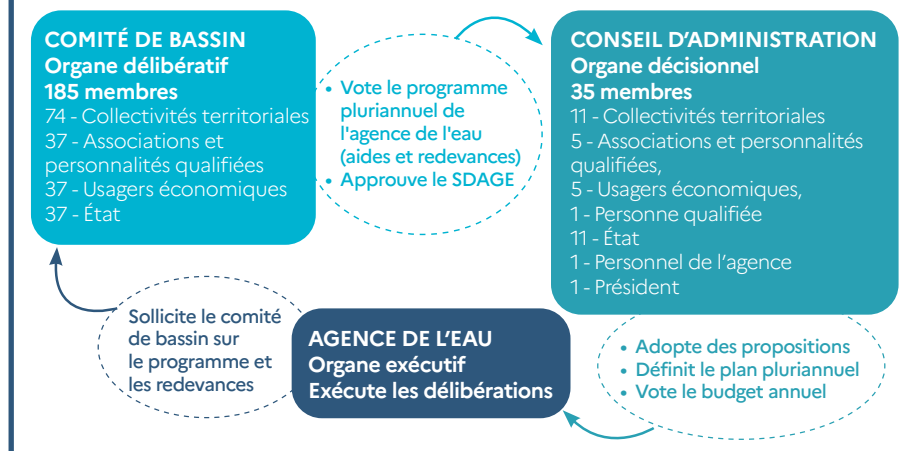 COMITÉ DE BASSIN
Organe délibératif
185 membres
74 - Collectivités territoriales
37 - Associations et
personnalités qualifiées
37 - Usagers économiques
37 - État
• Vote le programme
pluriannuel de
l'agence de l'eau
(aides et redevances)
• Approuve le SDAGE
CONSEIL D’ADMINISTRATION
Organe décisionnel
35 membres
11 - Collectivités territoriales
5 - Associations et personnalités
qualifiées,
5 - Usagers économiques,
1 - Personne qualifiée
11 - État
1 - Personnel de l’agence
1 - Président
Sollicite le comité
de bassin sur
le programme et
les redevances
AGENCE DE L’EAU
Organe exécutif
Exécute les délibérations
• Adopte des propositions
• Définit le plan pluriannuel
• Vote le budget annuel